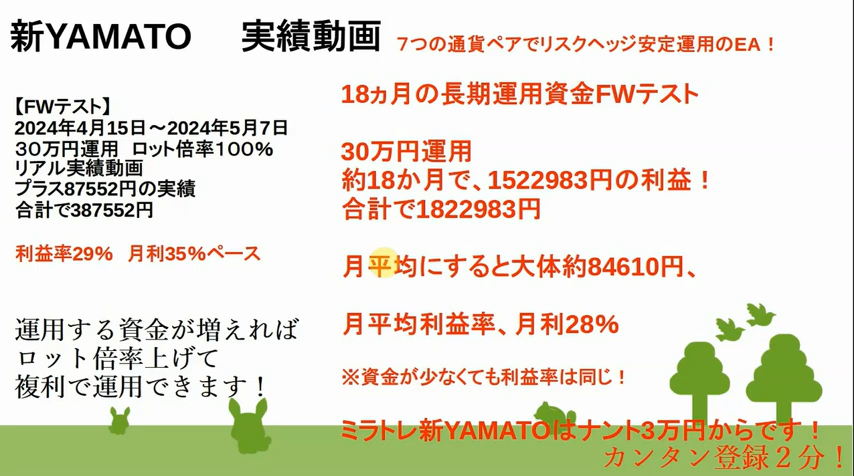 新YAMATO 実績動画
7つの通貨ペアでリスクヘッジ安定運用のEA！
【FWテスト】
2024年4月15日～2024年5月7日
３０万円運用 ロット倍率１００％
リアル実績動画
プラス87552円の実績
合計で387552円
利益率29% 月利35%ペース
運用する資金が増えれば
ロット倍率上げて
複利で運用できます！
18ヵ月の長期運用資金FWテスト
30万円運用
約18か月で、1522983円の利益！
合計で1822983円
月平均にすると大体約84610円、
月平均利益率、月利28%
※資金が少なくても利益率は同じ！
ミラトレ新YAMATOはナント3万円からです！
カンタン登録２分！